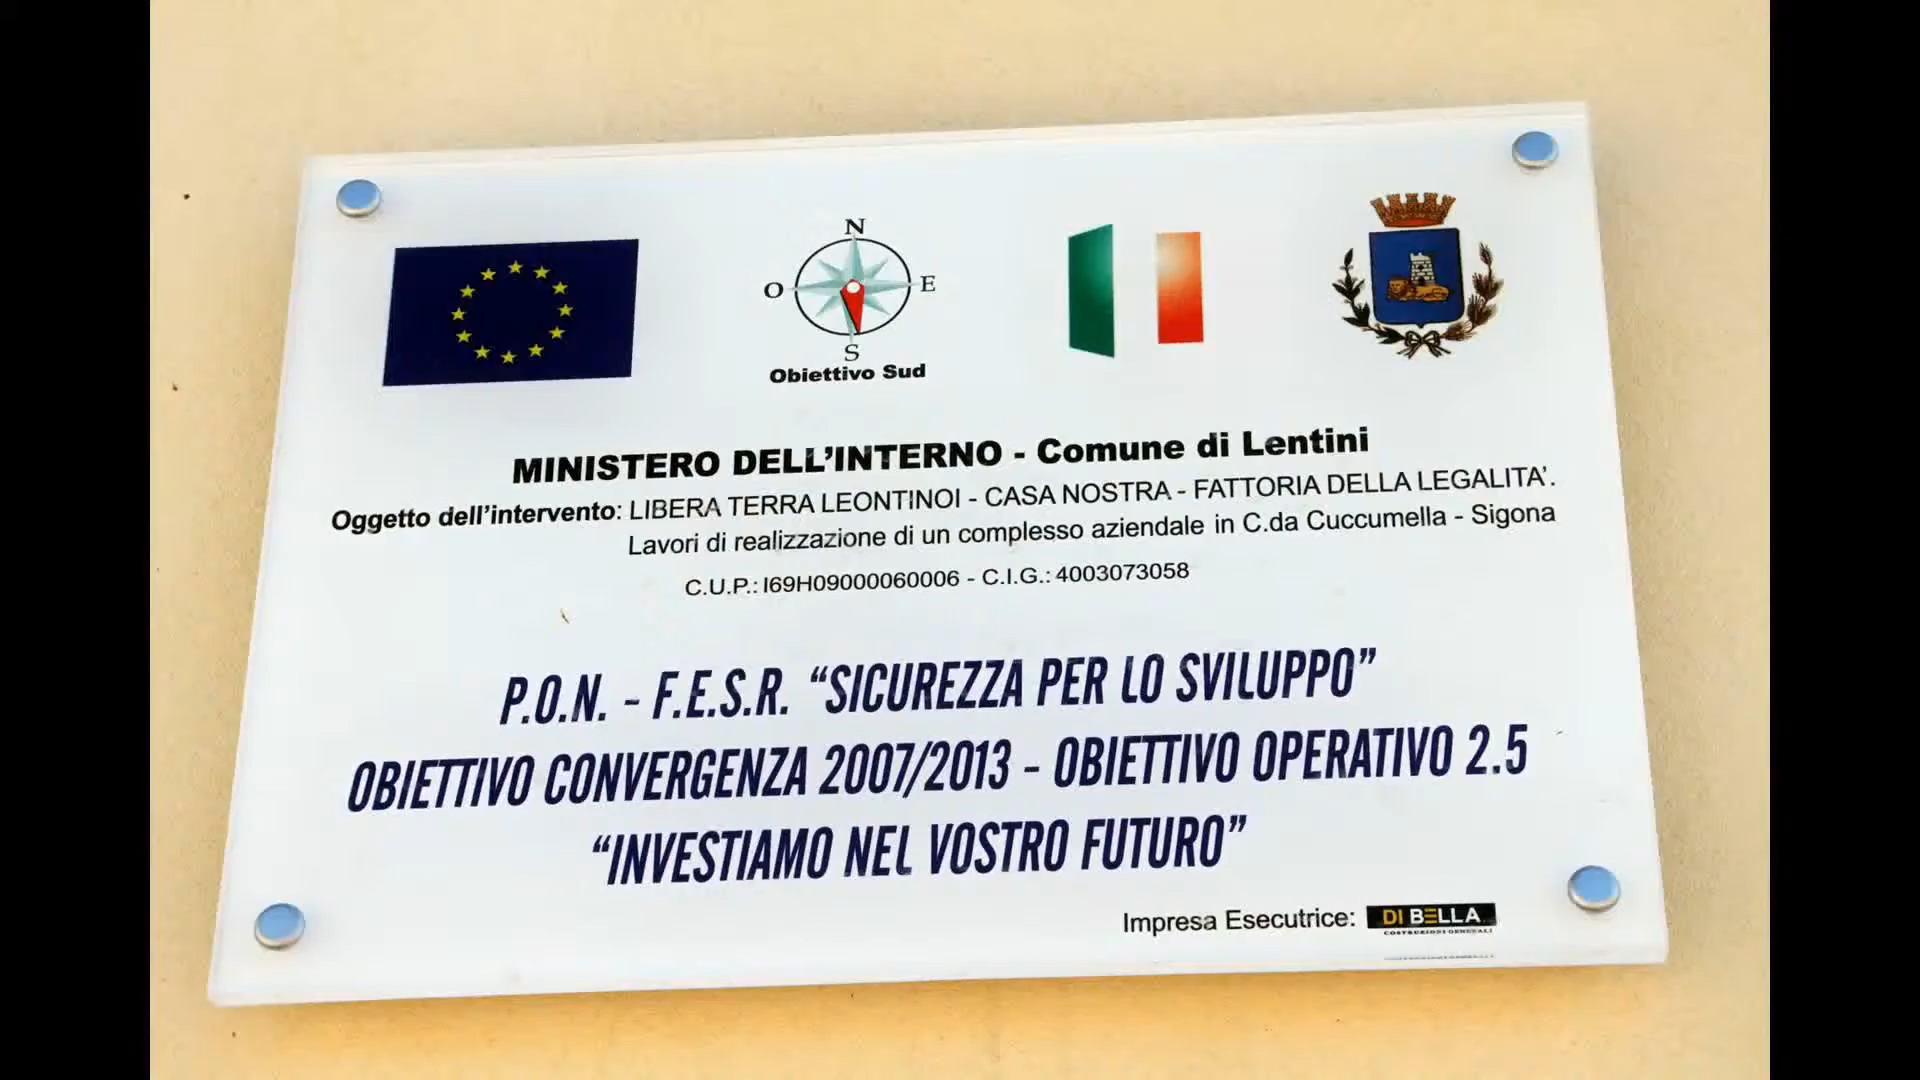 N
O E
S
Obiettivo Sud
MINISTERO DELL'INTERNO - Comune di Lentini
Oggetto dell'intervento: LIBERA TERRA LEONTINOI - CASA NOSTRA - FATTORIA DELLA LEGALITA'.
Lavori di realizzazione di un complesso aziendale in C.da Cuccumella - Sigona
C.U.P.: I69H09000060006 - C.I.G.: 4003073058
P.O.N. - F.E.S.R. “SICUREZZA PER LO SVILUPPO”
OBIETTIVO CONVERGENZA 2007/2013 - OBIETTIVO OPERATIVO 2.5
“INVESTIAMO NEL VOSTRO FUTURO”
Impresa Esecutrice: DI BELLA
COSTRUZIONI GENERALI